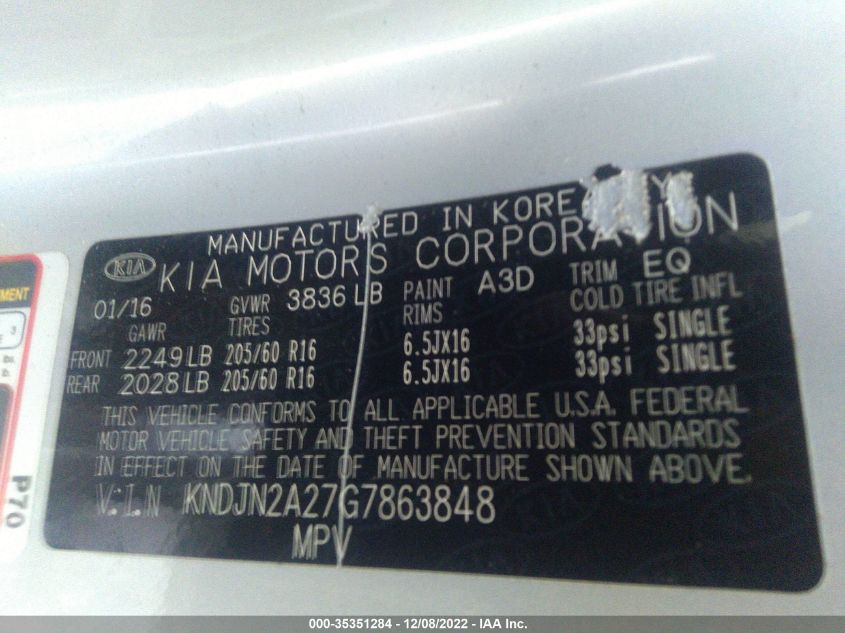 MANUFACTURED IN KORE Y
KIA KIA MOTORS CORPORATION
01/16 GVWR 3836 LB PAINT A3D TRIM EQ
GAWR TIRES RIMS COLD TIRE INFL
FRONT 2249 LB 205/60 R16 6.5JX16 33psi SINGLE
REAR 2028 LB 205/60 R16 6.5JX16 33psi SINGLE
THIS VEHICLE CONFORMS TO ALL APPLICABLE U.S.A. FEDERAL
MOTOR VEHICLE SAFETY AND THEFT PREVENTION STANDARDS
IN EFFECT ON THE DATE OF MANUFACTURE SHOWN ABOVE.
V.I.N KNDJN2A27G7863848
MPV
P70
000-35351284 - 12/08/2022 - IAA Inc.